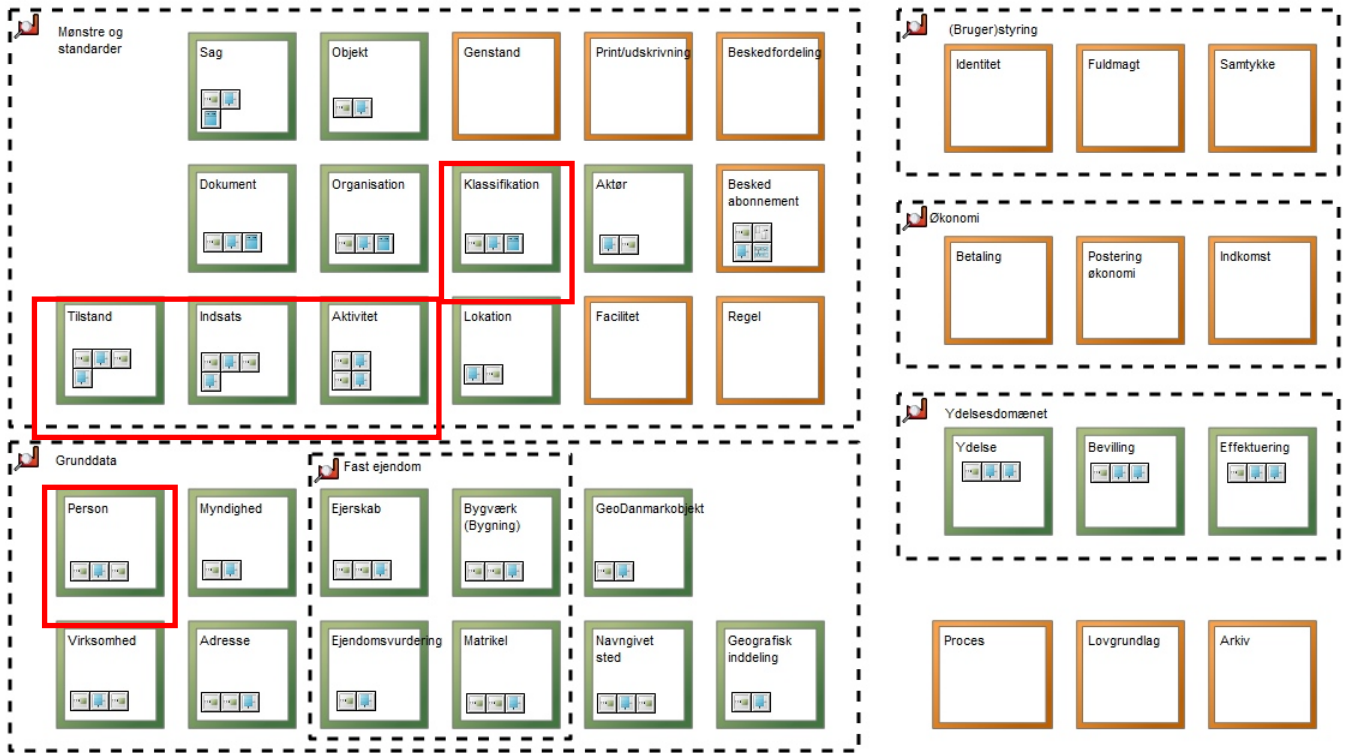 Mønstre og
standarder
Sag
Objekt
Genstand
Print/udskrivning
Beskedfordeling
Dokument
Organisation
Klassifikation
Aktør
Besked
abonnement
Tilstand
Indsats
Aktivitet
Lokation
Facilitet
Regel
Grunddata
Fast ejendom
Person
Myndighed
Ejerskab
Bygværk
(Bygning)
GeoDanmarkobjekt
Virksomhed
Adresse
Ejendomsvurdering
Matrikel
Navngivet
sted
Geografisk
inddeling
(Bruger)styring
Identitet
Fuldmagt
Samtykke
Økonomi
Betaling
Postering
økonomi
Indkomst
Ydelsesdomænet
Ydelse
Bevilling
Effektuering
Proces
Lovgrundlag
Arkiv